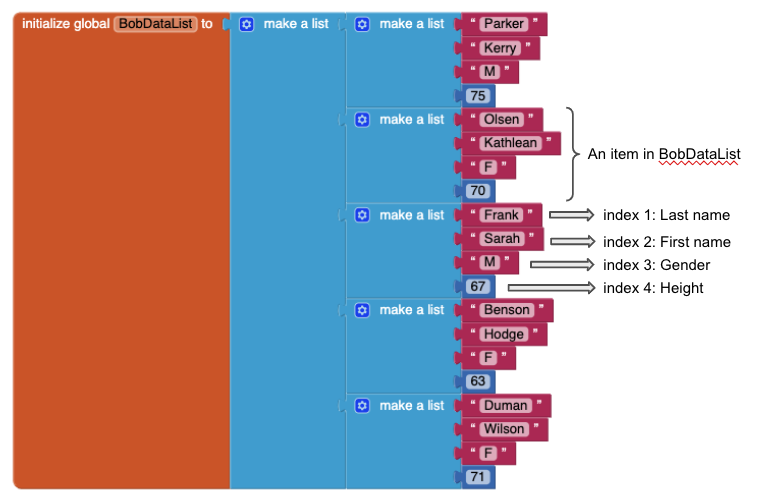 initialize global BobDataList to make a list make a list " Parker "
" Kerry "
" M "
75
make a list " Olsen "
" Kathlean "
An item in BobDataList
" F "
70
make a list " Frank " index 1: Last name
" Sarah " index 2: First name
" M " index 3: Gender
67 index 4: Height
make a list " Benson "
" Hodge "
" F "
63
make a list " Duman "
" Wilson "
" F "
71